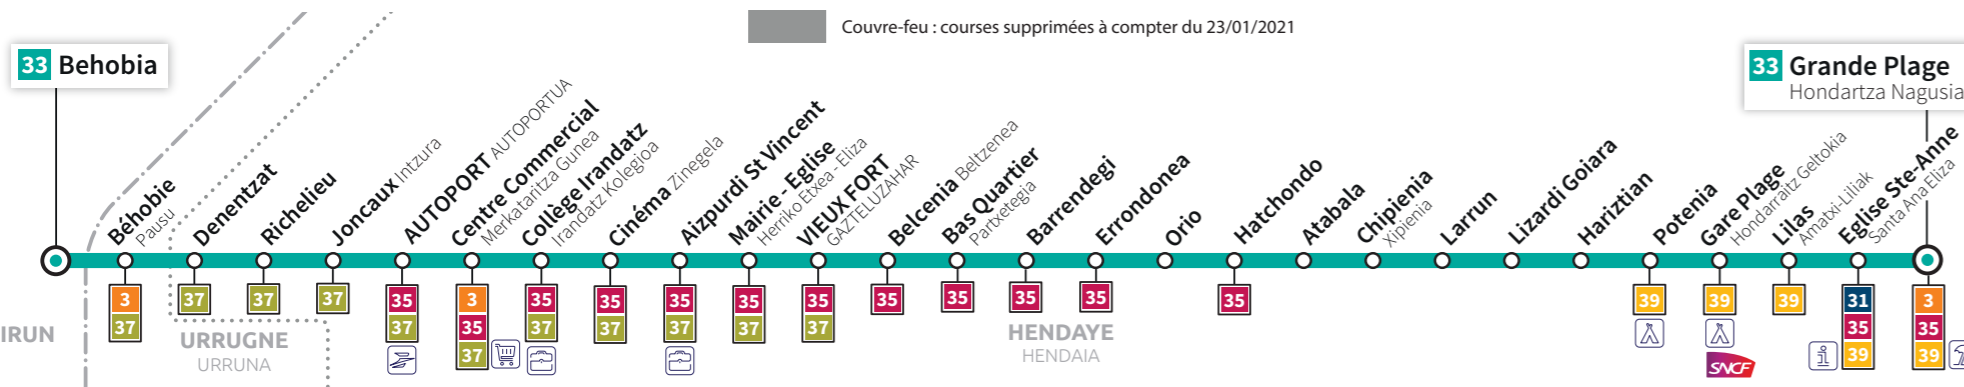 Couvre-feu : courses supprimées à compter du 23/01/2021
33 Behobia
33 Grande Plage
Hondartza Nagusia
Béhobie
Pausu
Denentzat
Richelieu
Joncaux Intzura
AUTOPORT AUTOPORTUA
Centre Commercial
Merkataritza Gunea
Collège Irandatz
Irandatz Kolegioa
Cinéma Zinegela
Aizpurdi St Vincent
Mairie - Eglise
Herriko Etxea - Eliza
VIEUX FORT
GAZTELUZAHAR
Belcenia Beltzenea
Bas Quartier
Partxetegia
Barrendegi
Errondonea
Orio
Hatchondo
Atabala
Chipienia
Xipienia
Larrun
Lizardi Goiara
Hariztian
Potenia
Gare Plage
Hondarraitz Geltokia
Lilas
Amatxi-Lilliak
Eglise Ste-Anne
Santa Ana Eliza
3 37 37 37 35 3 35 35 35 35 35 35 35 35 35 35 39 39 39 31 3
37 37 35 37 37 37 37 37 35 35
37 39 39
IRUN
URRUGNE
URRUNA
HENDAYE
HENDAIA
i
SNCF